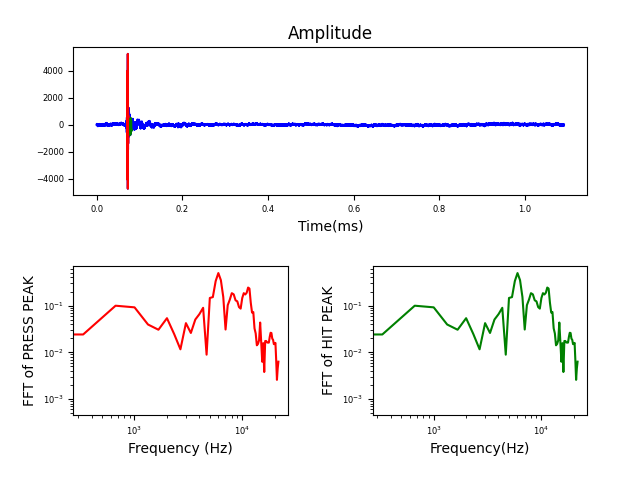 Amplitude
4000
2000
0
−2000
−4000
0.0 0.2 0.4 0.6 0.8 1.0
Time(ms)
FFT of PRESS PEAK
10⁻¹
10⁻²
10⁻³
10³ 10⁴
Frequency (Hz)
FFT of HIT PEAK
10⁻¹
10⁻²
10⁻³
10³ 10⁴
Frequency(Hz)